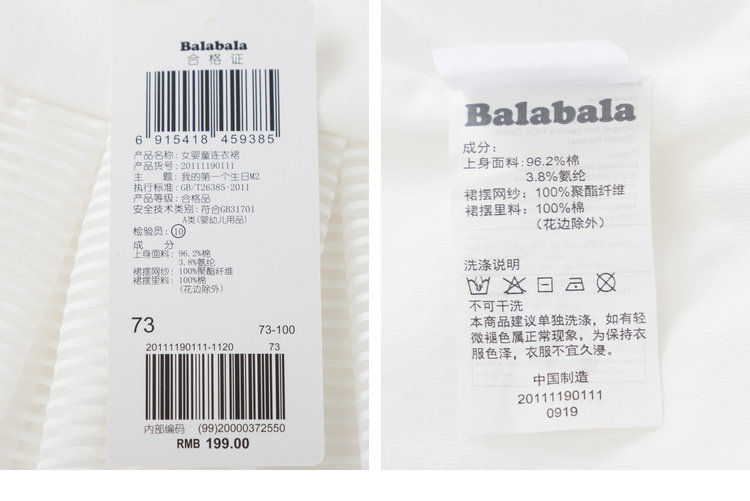 Balabala
合格证
6 915418 459385
产品名称: 女婴童连衣裙
产品货号: 20111190111
主 题: 我的第一个生日M2
执行标准: GB/T26385-2011
产品等级: 合格品
安全技术类别: 符合GB31701
A类(婴幼儿用品)
检验员: 10
成 分
上身面料: 96.2%棉
3.8%氨纶
裙摆网纱: 100%聚酯纤维
裙摆里料: 100%棉
(花边除外)
73
73-100
20111190111-1120 73
内部编码 (99)20000372550
RMB 199.00
Balabala
成分:
上身面料: 96.2%棉
3.8%氨纶
裙摆网纱: 100%聚酯纤维
裙摆里料: 100%棉
(花边除外)
洗涤说明
不可干洗
本商品建议单独洗涤, 如有轻
微褪色属正常现象, 为保持衣
服色泽, 衣服不宜久浸。
中国制造
20111190111
0919